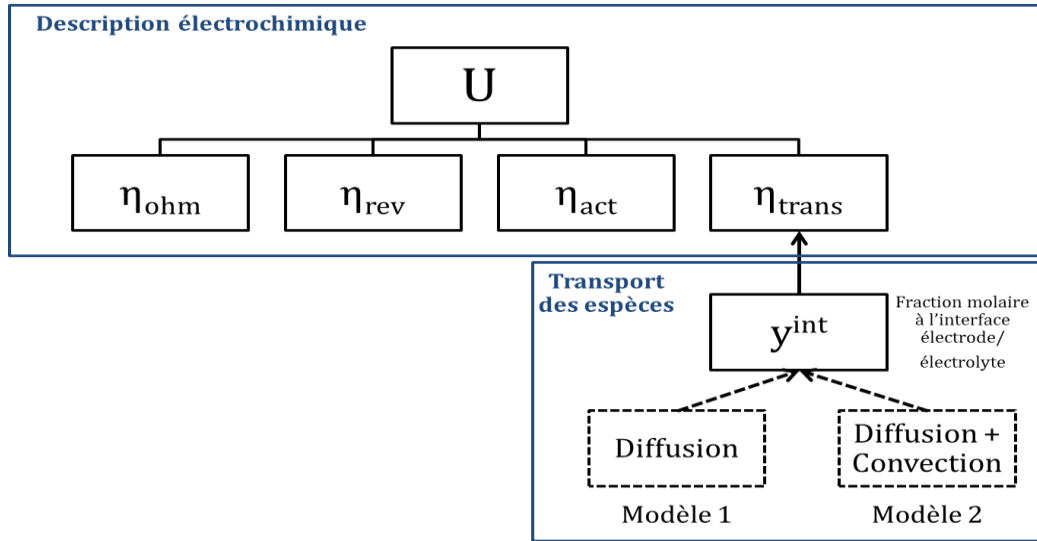 Description électrochimique
U
ηohm
ηrev
ηact
ηtrans
Transport
des espèces
yint
Fraction molaire
à l'interface
électrode/
électrolyte
Diffusion
Diffusion +
Convection
Modèle 1
Modèle 2